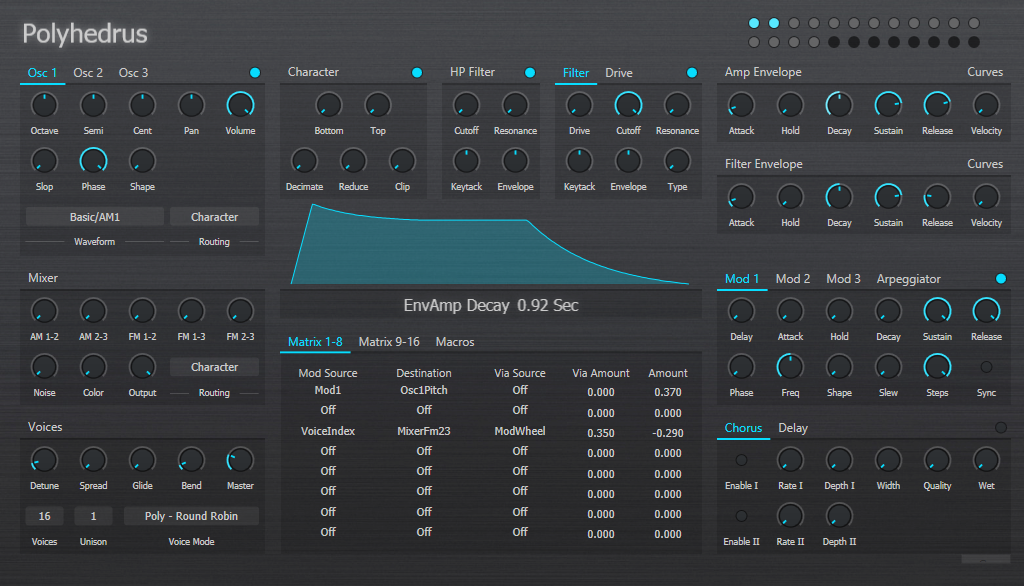 Polyhedrus
Osc 1 Osc 2 Osc 3
Octave Semi Cent Pan Volume
Slop Phase Shape
Basic/AM1 Character
Waveform Routing
Character
Bottom Top
Decimate Reduce Clip
HP Filter
Cutoff Resonance
Keytack Envelope
Filter Drive
Drive Cutoff Resonance
Keytack Envelope Type
Amp Envelope Curves
Attack Hold Decay Sustain Release Velocity
Filter Envelope Curves
Attack Hold Decay Sustain Release Velocity
EnvAmp Decay 0.92 Sec
Mixer
AM 1-2 AM 2-3 FM 1-2 FM 1-3 FM 2-3
Character
Noise Color Output Routing
Voices
Detune Spread Glide Bend Master
16 1 Poly - Round Robin
Voices Unison Voice Mode
Matrix 1-8 Matrix 9-16 Macros
Mod Source Destination Via Source Via Amount Amount
Mod1 Osc1Pitch Off 0.000 0.370
Off Off Off 0.000 0.000
VoiceIndex MixerFm23 ModWheel 0.350 -0.290
Off Off Off 0.000 0.000
Off Off Off 0.000 0.000
Off Off Off 0.000 0.000
Off Off Off 0.000 0.000
Off Off Off 0.000 0.000
Mod 1 Mod 2 Mod 3 Arpeggiator
Delay Attack Hold Decay Sustain Release
Phase Freq Shape Slew Steps Sync
Chorus Delay
Enable I Rate I Depth I Width Quality Wet
Enable II Rate II Depth II